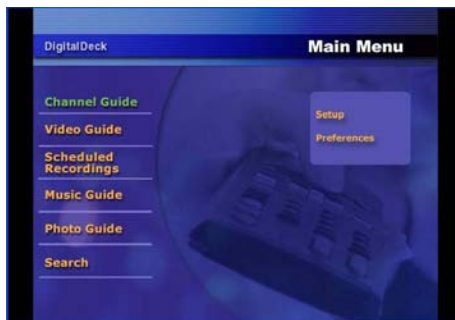 DigitalDeck
Main Menu
Channel Guide
Video Guide
Scheduled
Recordings
Music Guide
Photo Guide
Search
Setup
Preferences